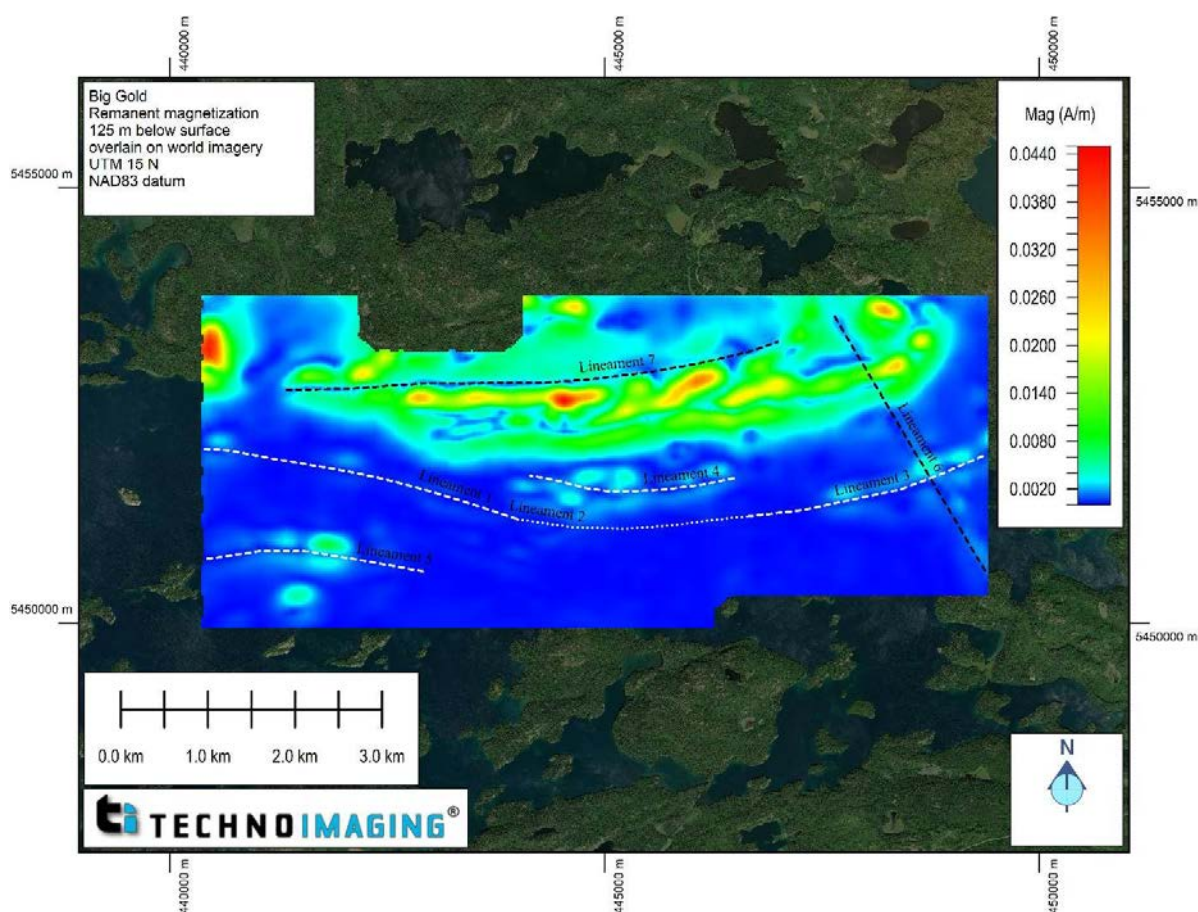 440000 m
445000 m
450000 m
Big Gold
Remanent magnetization
125 m below surface
overlain on world imagery
UTM 15 N
NAD83 datum
Mag (A/m)
0.0440
0.0380
0.0320
0.0260
0.0200
0.0140
0.0080
0.0020
5455000 m
5455000 m
Lineament 7
Lineament 6
Lineament 4
Lineament 3
Lineament 1
Lineament 2
Lineament 5
5450000 m
5450000 m
0.0 km 1.0 km 2.0 km 3.0 km
N
ti TECHNOIMAGING®
440000 m
445000 m
450000 m